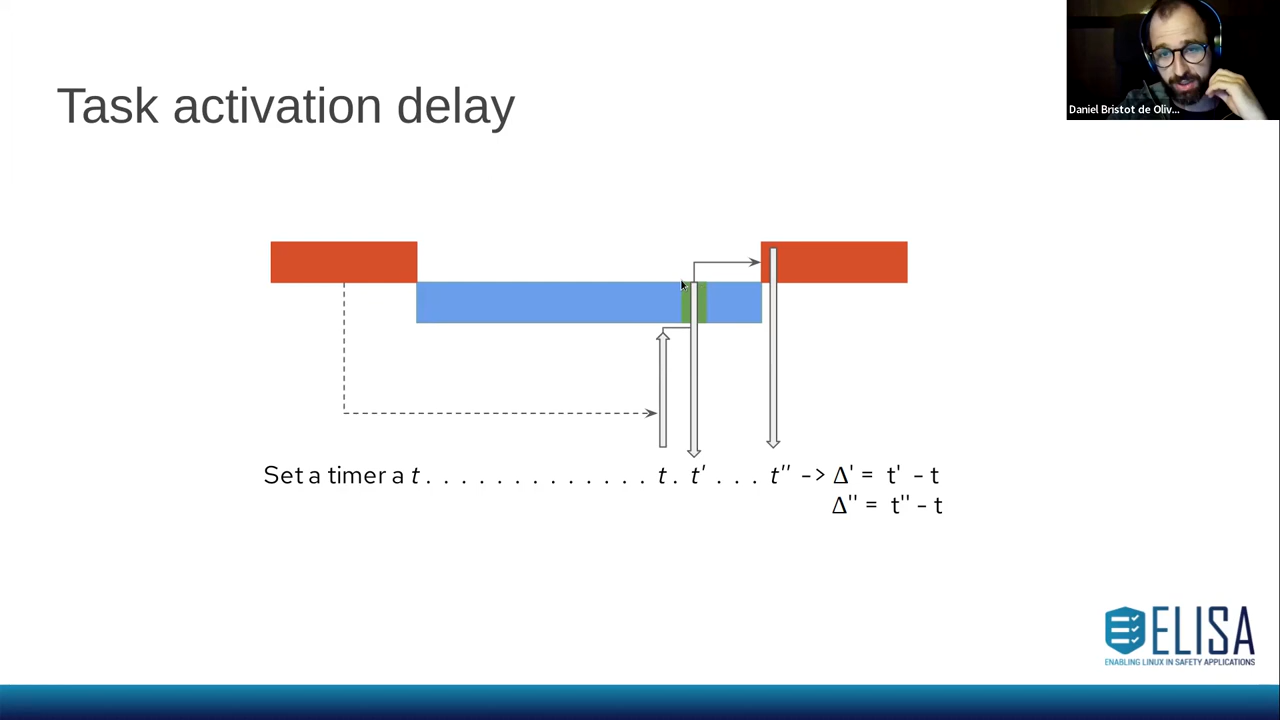 Task activation delay
Daniel Bristot de Oliv...
Set a timer a t. . . . . . . . . . . . . . t . t' . . . t'' -> Δ' = t' - t
Δ'' = t'' - t
ELISA
ENABLING LINUX IN SAFETY APPLICATIONS